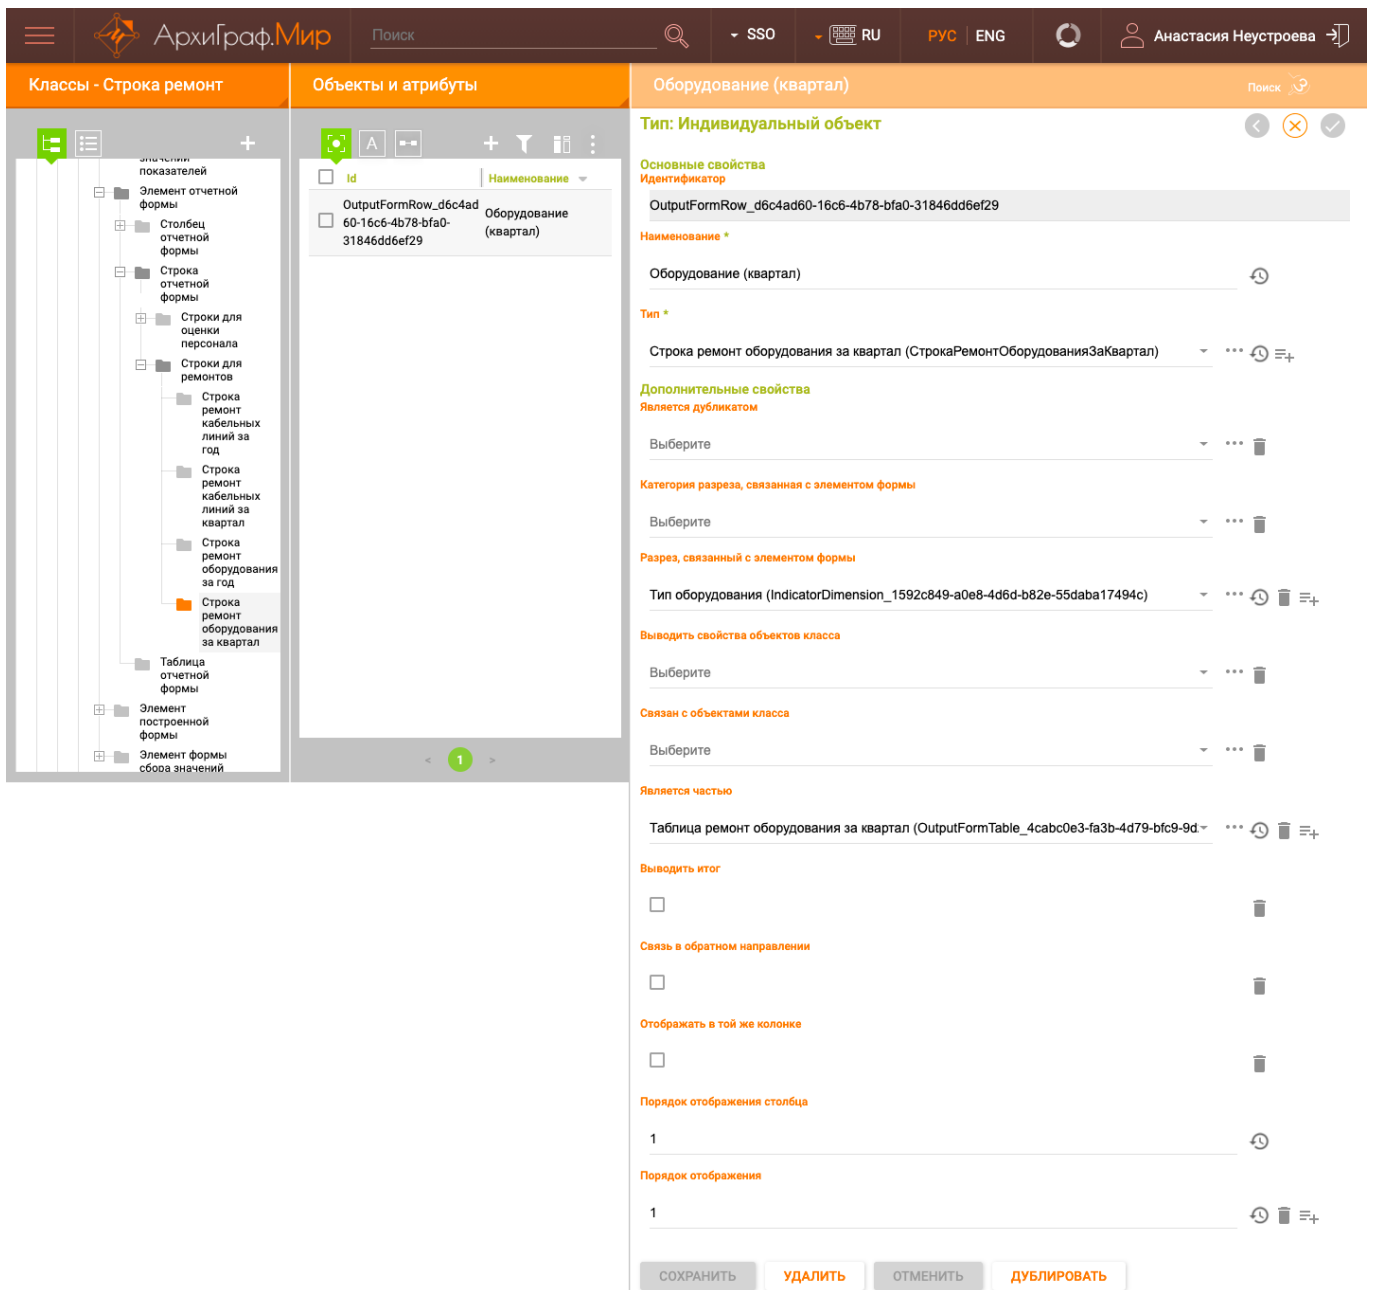 АрхиГраф.Мир
Поиск
SSO
RU
РУС | ENG
Анастасия Неустроева
Классы - Строка ремонт
Объекты и атрибуты
Оборудование (квартал)
Поиск
значений
показателей
Элемент отчетной
формы
Столбец
отчетной
формы
Строка
отчетной
формы
Строки для
оценки
персонала
Строки для
ремонтов
Строка
ремонт
кабельных
линий за
год
Строка
ремонт
кабельных
линий за
квартал
Строка
ремонт
оборудования
за год
Строка
ремонт
оборудования
за квартал
Таблица
отчетной
формы
Элемент
построенной
формы
Элемент формы
сбора значений
A
Id
Наименование
OutputFormRow_d6c4ad
60-16c6-4b78-bfa0-
31846dd6ef29
Оборудование
(квартал)
< 1 >
Тип: Индивидуальный объект
Основные свойства
Идентификатор
OutputFormRow_d6c4ad60-16c6-4b78-bfa0-31846dd6ef29
Наименование *
Оборудование (квартал)
Тип *
Строка ремонт оборудования за квартал (СтрокаРемонтОборудованияЗаКвартал)
Дополнительные свойства
Является дубликатом
Выберите
Категория разреза, связанная с элементом формы
Выберите
Разрез, связанный с элементом формы
Тип оборудования (IndicatorDimension_1592c849-a0e8-4d6d-b82e-55daba17494c)
Выводить свойства объектов класса
Выберите
Связан с объектами класса
Выберите
Является частью
Таблица ремонт оборудования за квартал (OutputFormTable_4cabc0e3-fa3b-4d79-bfc9-9d
Выводить итог
Связь в обратном направлении
Отображать в той же колонке
Порядок отображения столбца
1
Порядок отображения
1
СОХРАНИТЬ
УДАЛИТЬ
ОТМЕНИТЬ
ДУБЛИРОВАТЬ